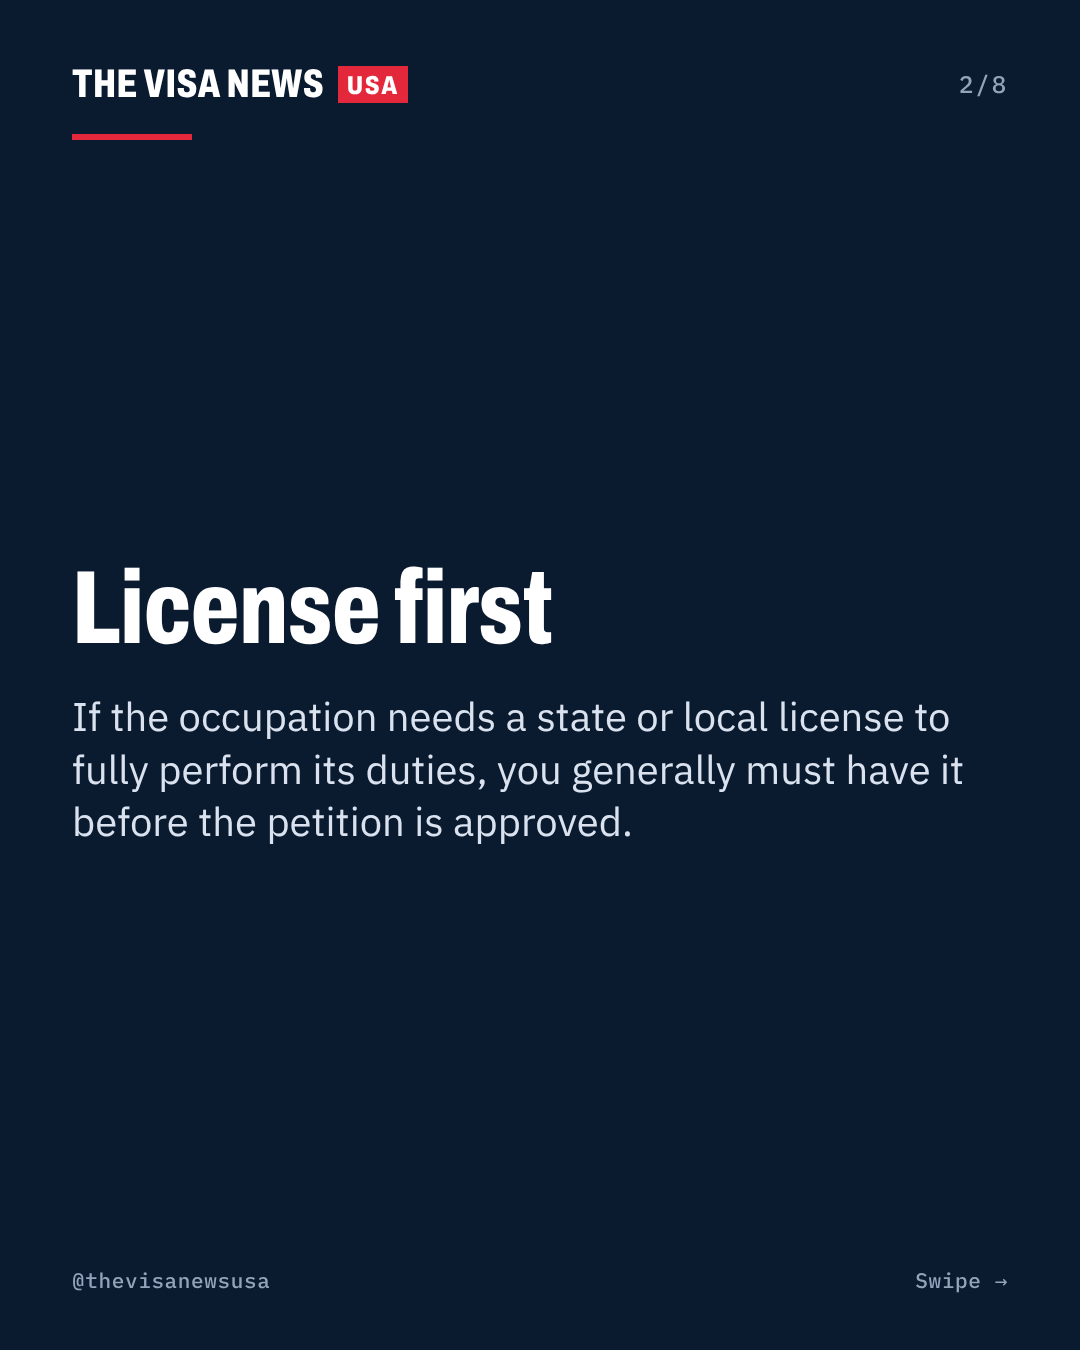 THE VISA NEWS USA
2/8
License first
If the occupation needs a state or local license to
fully perform its duties, you generally must have it
before the petition is approved.
@thevisanewsusa
Swipe →